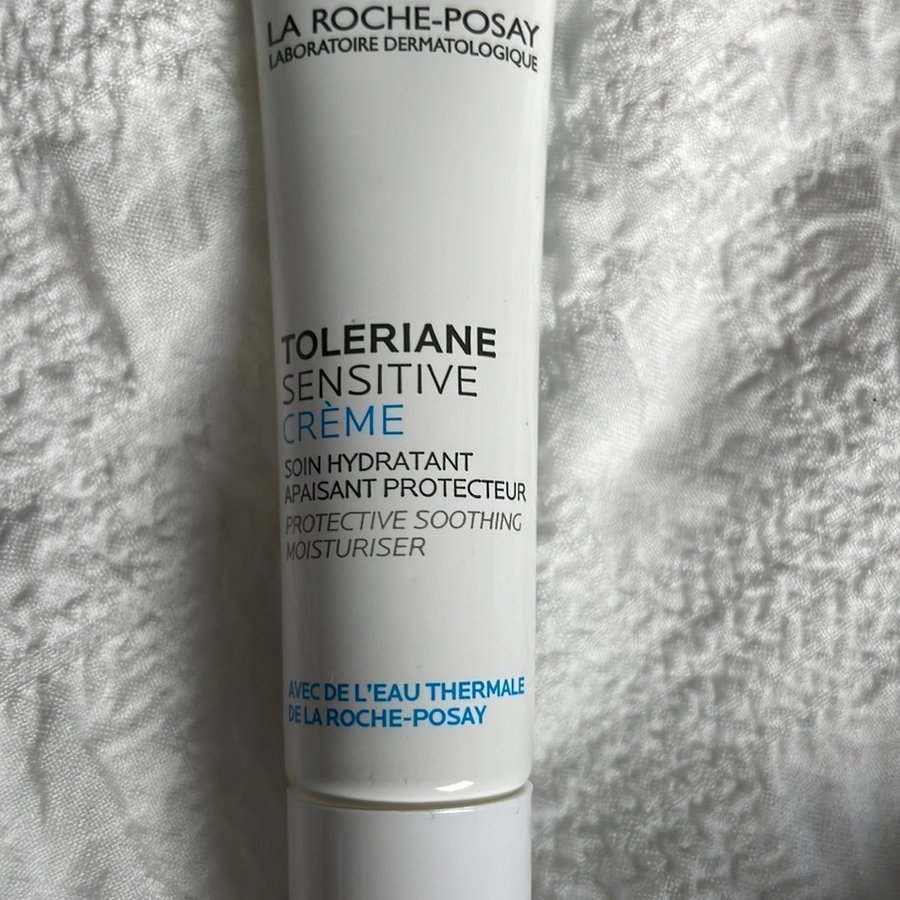 LA ROCHE-POSAY
LABORATOIRE DERMATOLOGIQUE
TOLERIANE
SENSITIVE
CRÈME
SOIN HYDRATANT
APAISANT PROTECTEUR
PROTECTIVE SOOTHING
MOISTURISER
AVEC DE L'EAU THERMALE
DE LA ROCHE-POSAY